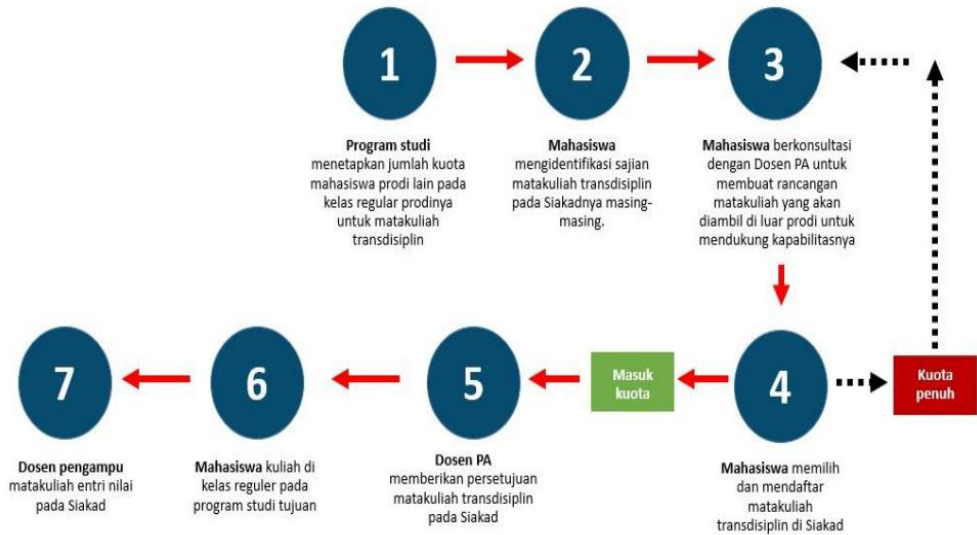 1
2
3
Program studi
menetapkan jumlah kuota
mahasiswa prodi lain pada
kelas regular prodinya
untuk matakuliah
transdisiplin
Mahasiswa
mengidentifikasi sajian
matakuliah transdisiplin
pada Siakadnya masing-
masing.
Mahasiswa berkonsultasi
dengan Dosen PA untuk
membuat rancangan
matakuliah yang akan
diambil di luar prodi untuk
mendukung kapabilitasnya
7
6
5
Masuk
kuota
4
Kuota
penuh
Dosen pengampu
matakuliah entri nilai
pada Siakad
Mahasiswa kuliah di
kelas reguler pada
program studi tujuan
Dosen PA
memberikan persetujuan
matakuliah transdisiplin
pada Siakad
Mahasiswa memilih
dan mendaftar
matakuliah
transdisiplin di Siakad